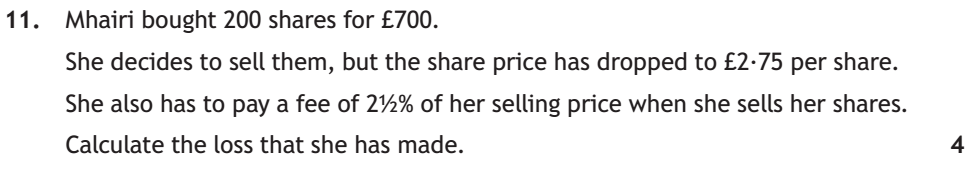 11. Mhairi bought 200 shares for £700.
She decides to sell them, but the share price has dropped to £2·75 per share.
She also has to pay a fee of 2½% of her selling price when she sells her shares.
Calculate the loss that she has made. 4